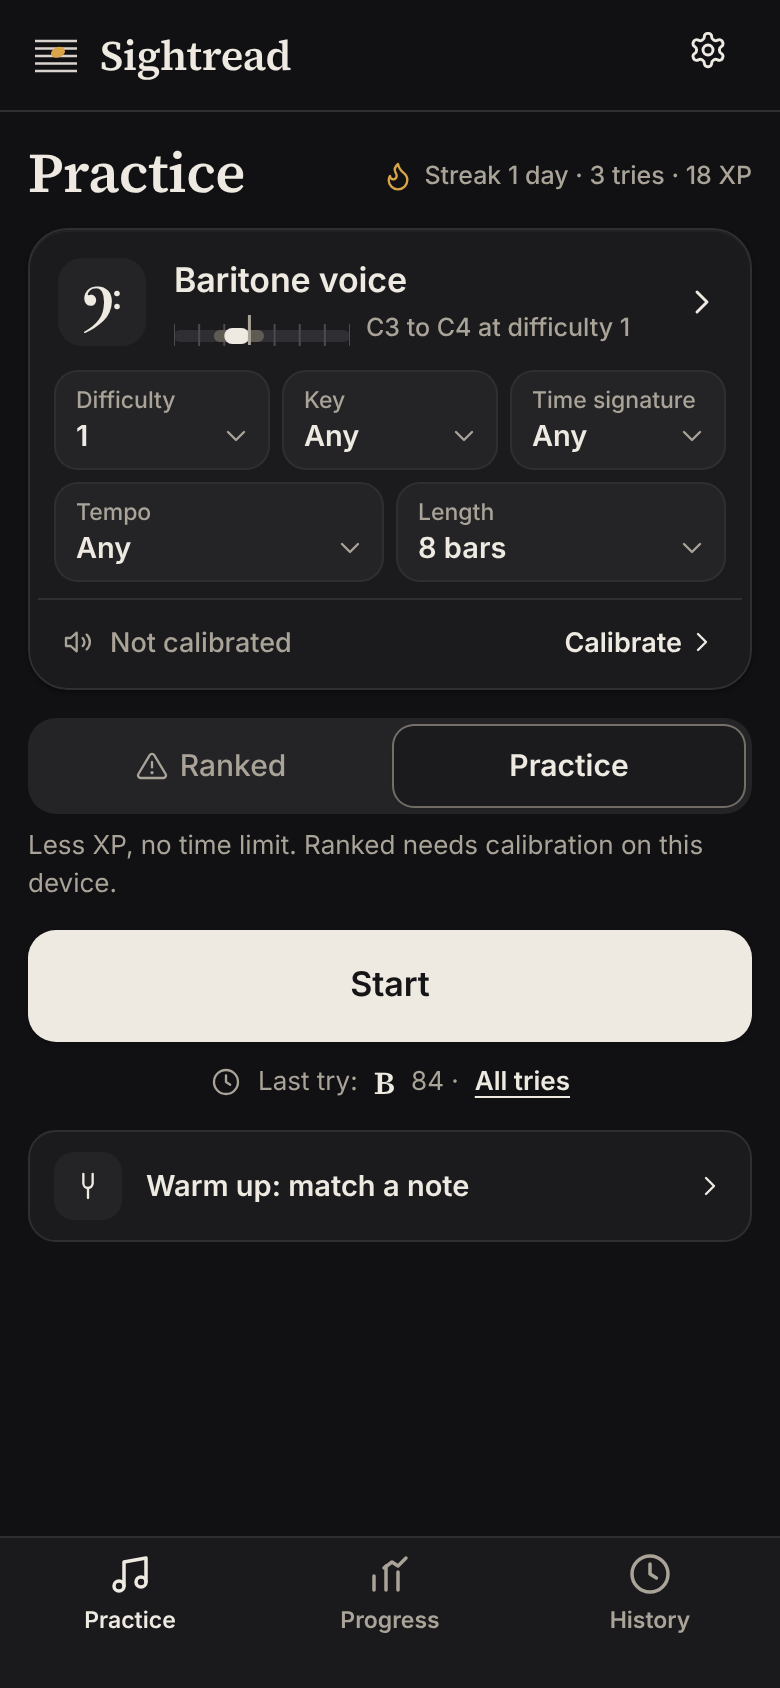 Sightread
Practice
Streak 1 day · 3 tries · 18 XP
Baritone voice
C3 to C4 at difficulty 1
Difficulty
1
Key
Any
Time signature
Any
Tempo
Any
Length
8 bars
Not calibrated
Calibrate
Ranked
Practice
Less XP, no time limit. Ranked needs calibration on this
device.
Start
Last try: B 84 · All tries
Warm up: match a note
Practice
Progress
History